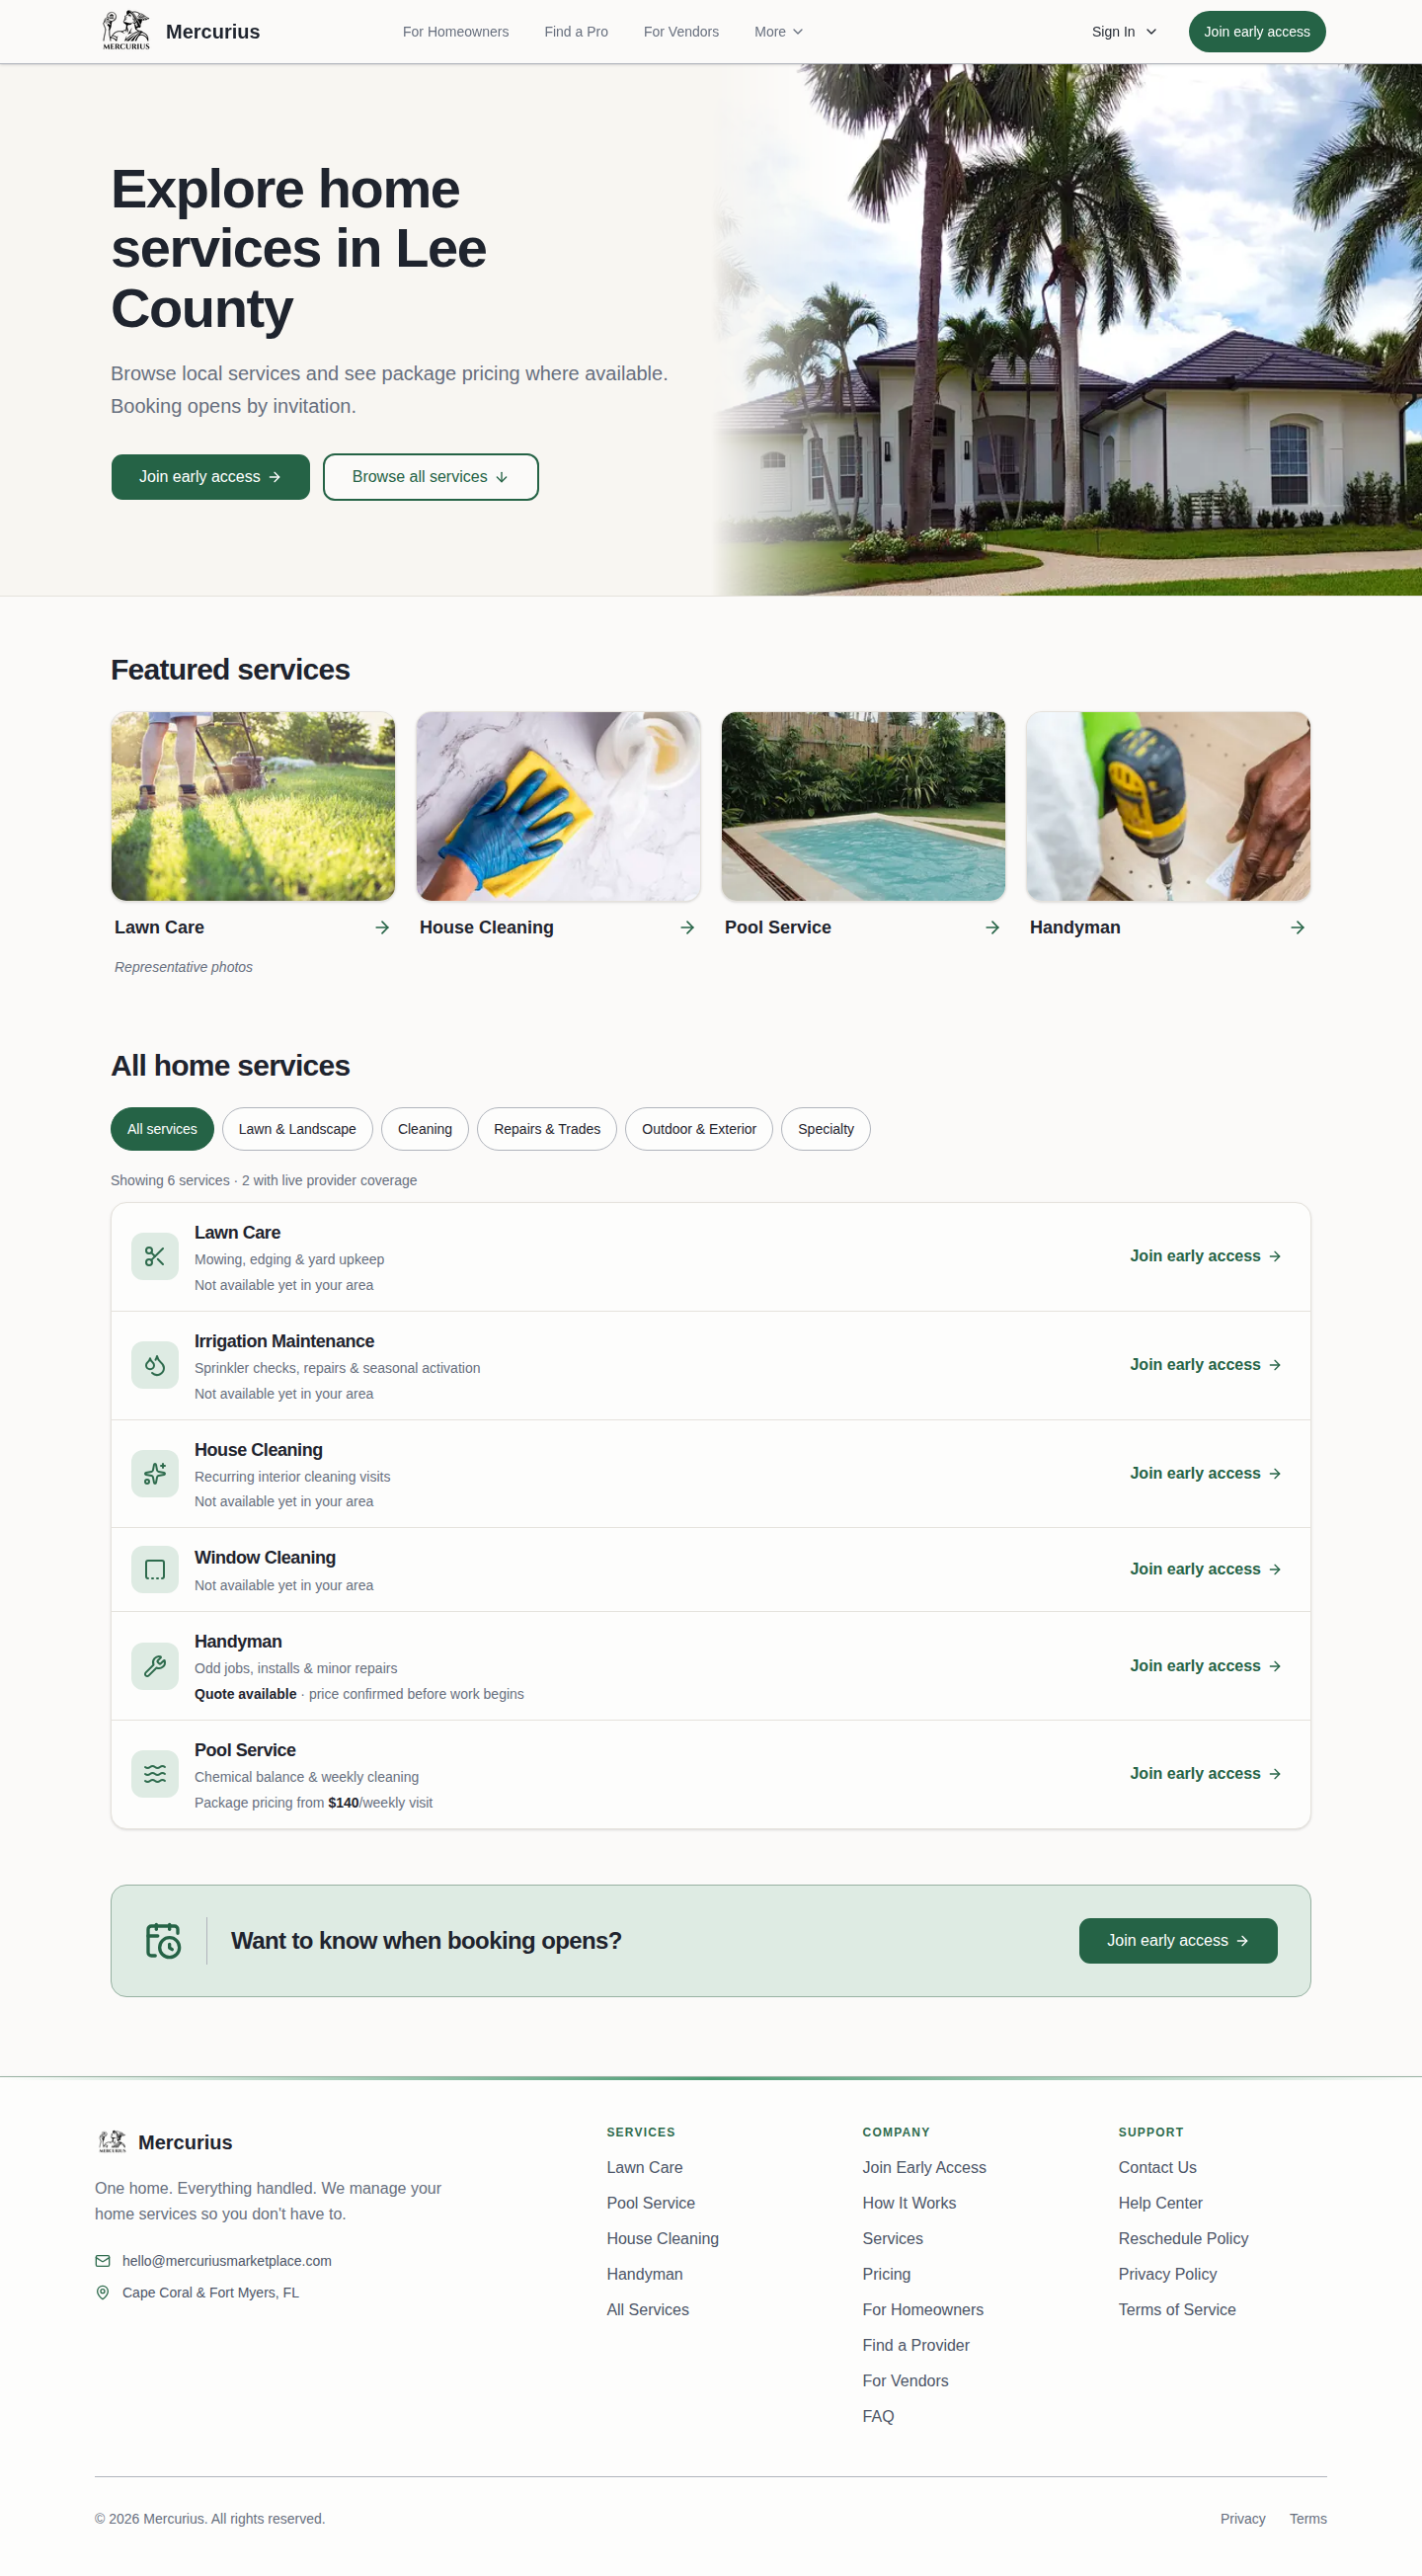 MERCURIUS
Mercurius
For Homeowners
Find a Pro
For Vendors
More
Sign In
Join early access
Explore home
services in Lee
County
Browse local services and see package pricing where available.
Booking opens by invitation.
Join early access
Browse all services
Featured services
Lawn Care
House Cleaning
Pool Service
Handyman
Representative photos
All home services
All services
Lawn & Landscape
Cleaning
Repairs & Trades
Outdoor & Exterior
Specialty
Showing 6 services · 2 with live provider coverage
Lawn Care
Mowing, edging & yard upkeep
Not available yet in your area
Join early access
Irrigation Maintenance
Sprinkler checks, repairs & seasonal activation
Not available yet in your area
Join early access
House Cleaning
Recurring interior cleaning visits
Not available yet in your area
Join early access
Window Cleaning
Not available yet in your area
Join early access
Handyman
Odd jobs, installs & minor repairs
Quote available · price confirmed before work begins
Join early access
Pool Service
Chemical balance & weekly cleaning
Package pricing from $140/weekly visit
Join early access
Want to know when booking opens?
Join early access
MERCURIUS
Mercurius
One home. Everything handled. We manage your
home services so you don't have to.
hello@mercuriusmarketplace.com
Cape Coral & Fort Myers, FL
SERVICES
Lawn Care
Pool Service
House Cleaning
Handyman
All Services
COMPANY
Join Early Access
How It Works
Services
Pricing
For Homeowners
Find a Provider
For Vendors
FAQ
SUPPORT
Contact Us
Help Center
Reschedule Policy
Privacy Policy
Terms of Service
© 2026 Mercurius. All rights reserved.
Privacy
Terms